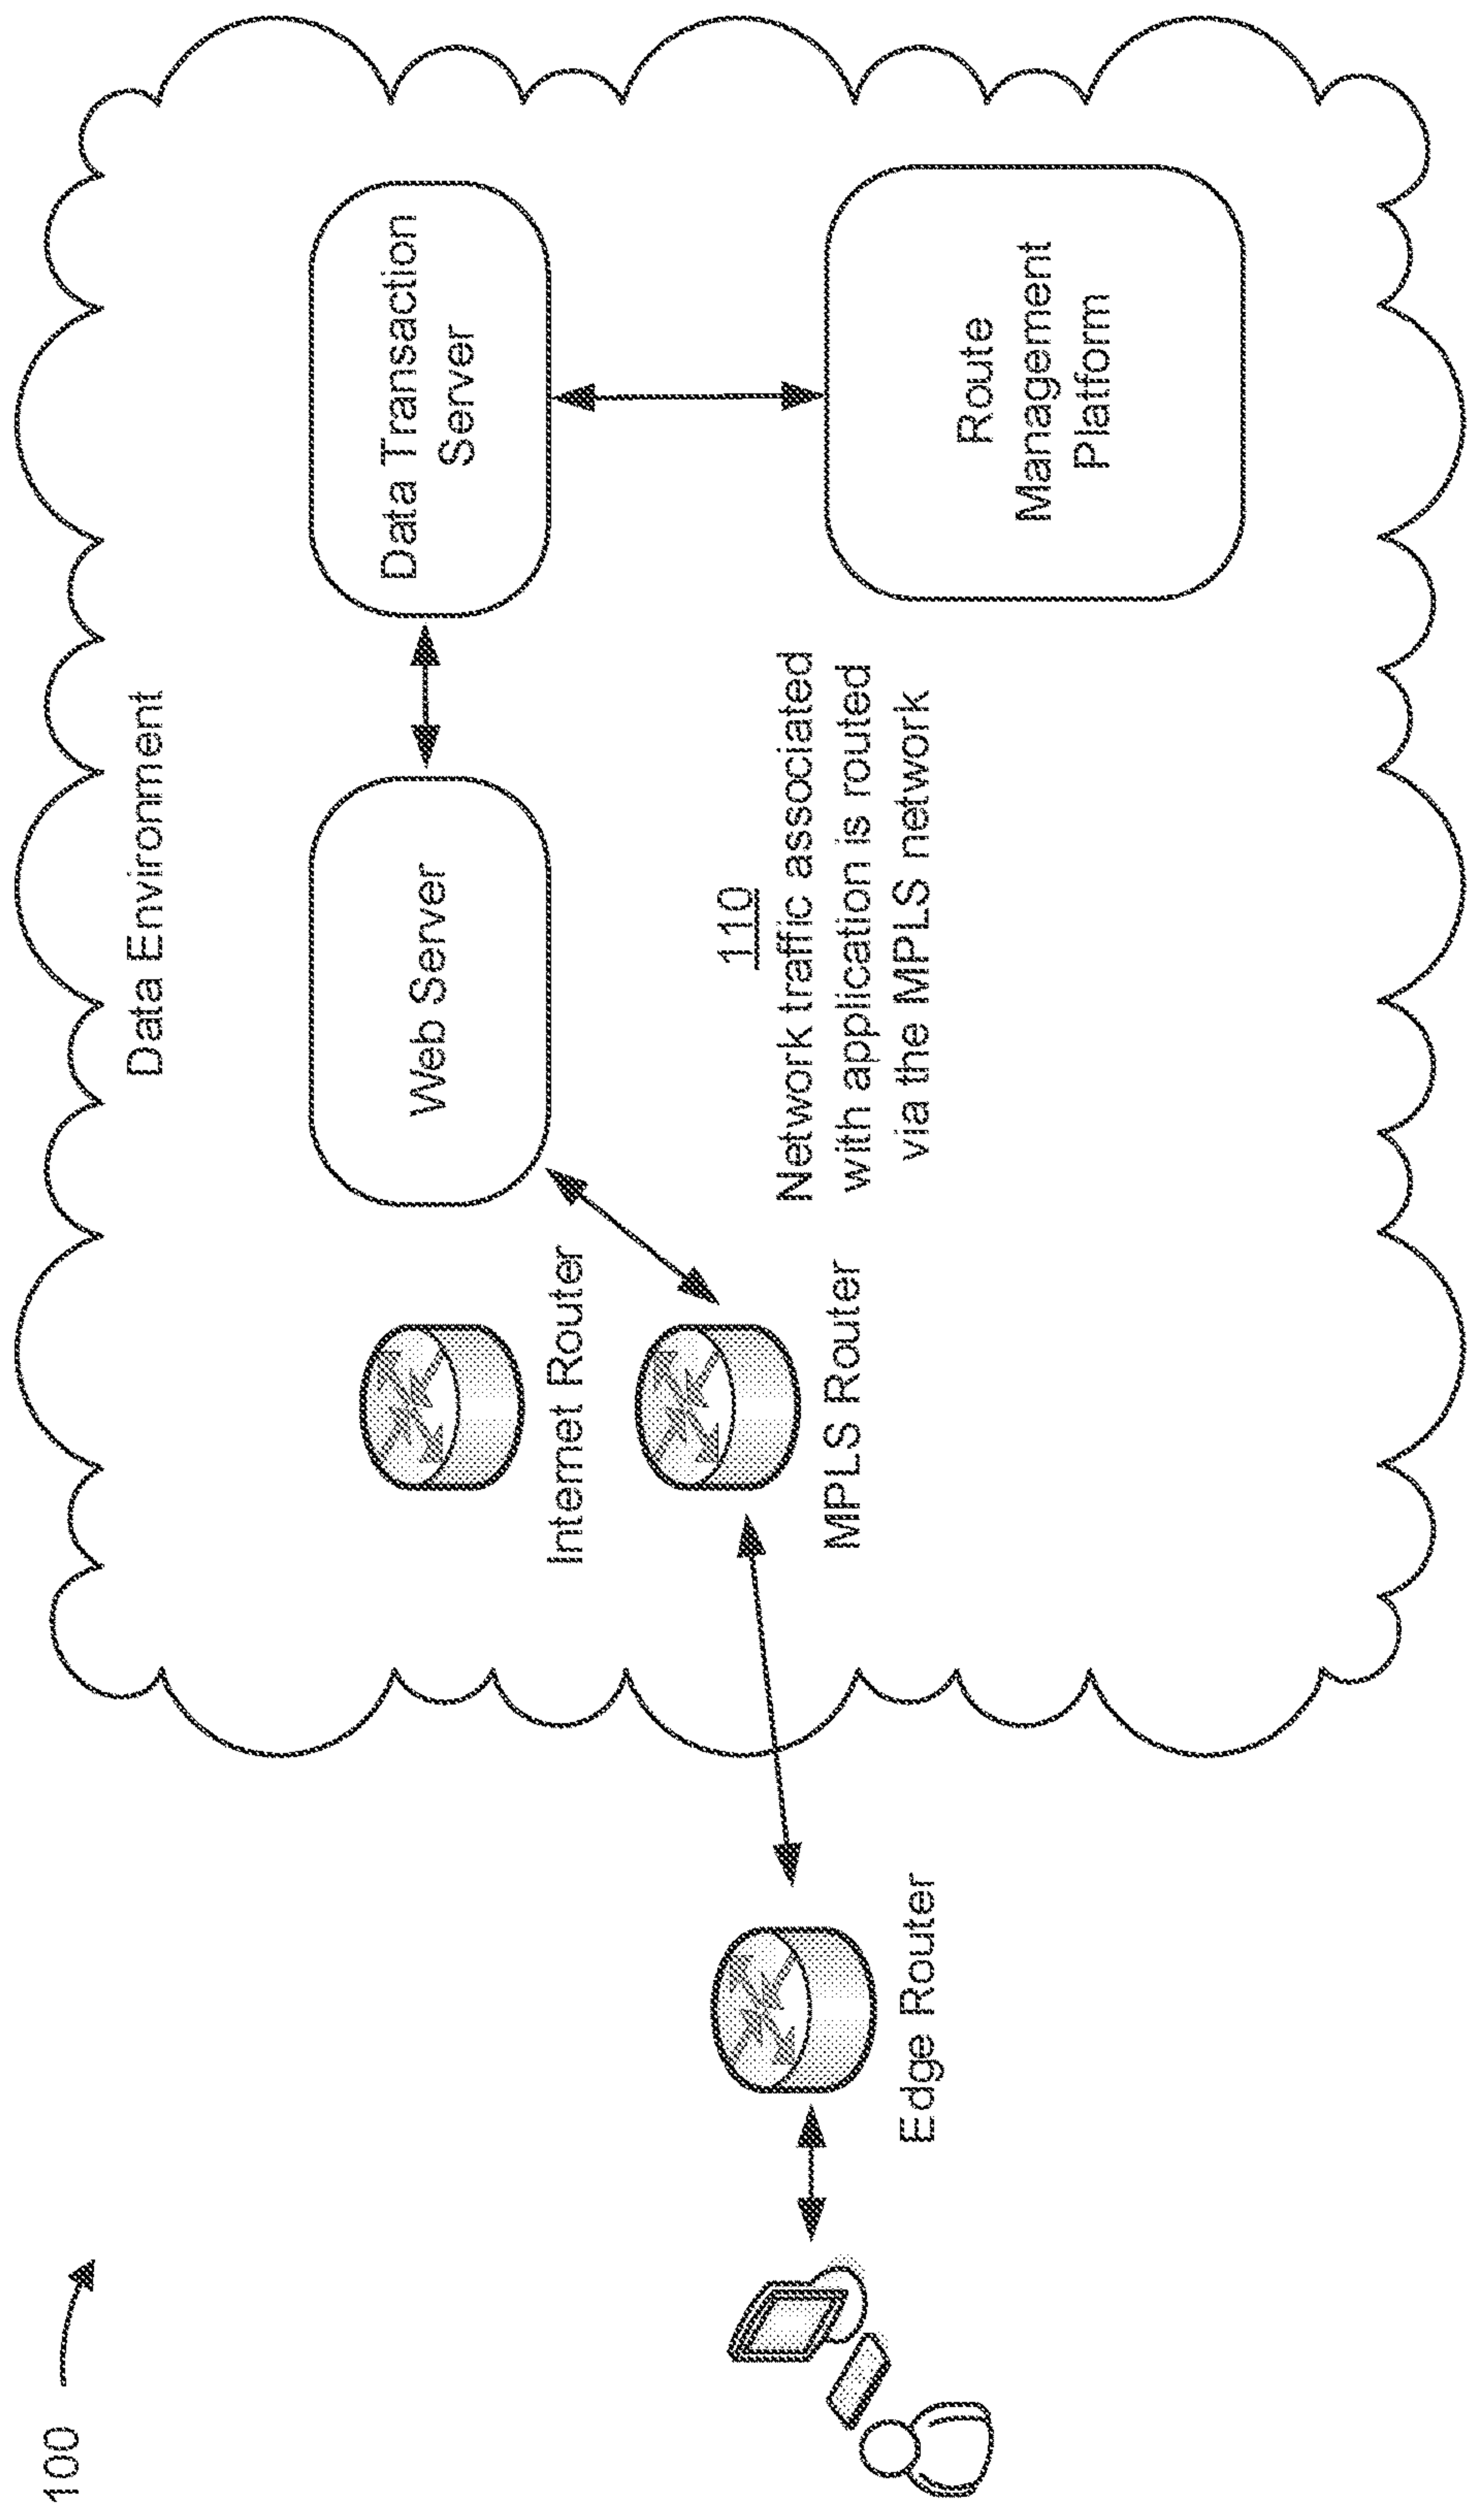 100
Data Environment
Web Server
Data Transaction
Server
Internet Router
110
Network traffic associated
with application is routed
via the MPLS network
MPLS Router
Edge Router
Route
Management
Platform